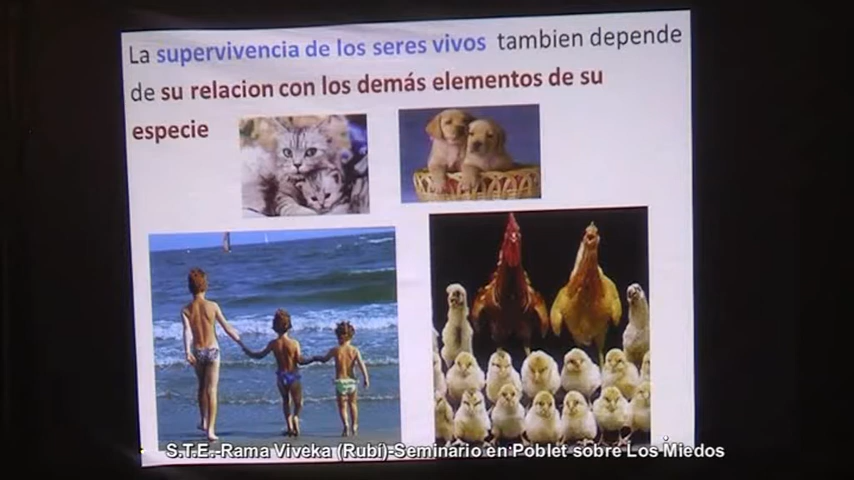 La supervivencia de los seres vivos tambien depende
de su relacion con los demás elementos de su
especie
S.T.E.-Rama Viveka (Rubí)-Seminario en Poblet sobre Los Miedos